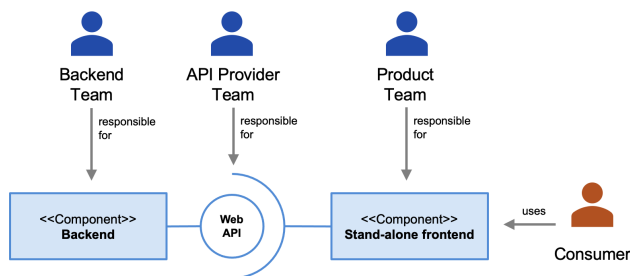 Backend
Team
API Provider
Team
Product
Team
responsible
for
responsible
for
responsible
for
<<Component>>
Backend
Web
API
<<Component>>
Stand-alone frontend
uses
Consumer